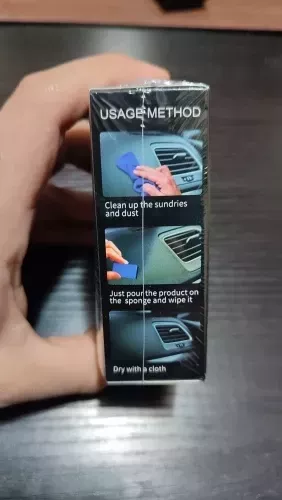 USAGE METHOD
Clean up the sundries
and dust
Just pour the product on
the sponge and wipe it
Dry with a cloth